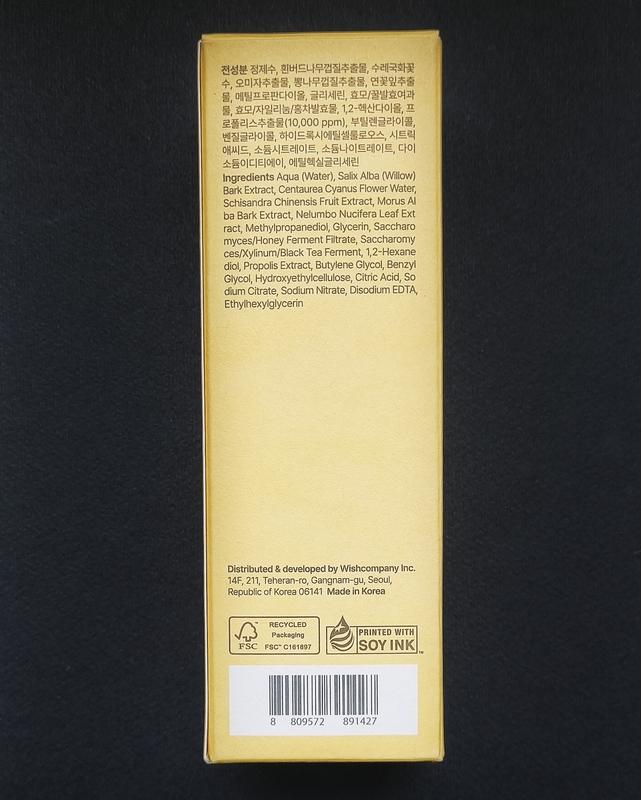 전성분 정제수, 흰버드나무껍질추출물, 수레국화꽃
수, 오미자추출물, 뽕나무껍질추출물, 연꽃잎추출
물, 메틸프로판다이올, 글리세린, 효모/꿀발효여과
물, 효모/자일리눔/홍차발효물, 1,2-헥산다이올, 프
로폴리스추출물(10,000 ppm), 부틸렌글라이콜,
벤질글라이콜, 하이드록시에틸셀룰로오스, 시트릭
애씨드, 소듐시트레이트, 소듐나이트레이트, 다이
소듐이디티에이, 에틸헥실글리세린
Ingredients Aqua (Water), Salix Alba (Willow)
Bark Extract, Centaurea Cyanus Flower Water,
Schisandra Chinensis Fruit Extract, Morus Al
ba Bark Extract, Nelumbo Nucifera Leaf Ext
ract, Methylpropanediol, Glycerin, Saccharo
myces/Honey Ferment Filtrate, Saccharomy
ces/Xylinum/Black Tea Ferment, 1,2-Hexane
diol, Propolis Extract, Butylene Glycol, Benzyl
Glycol, Hydroxyethylcellulose, Citric Acid, So
dium Citrate, Sodium Nitrate, Disodium EDTA,
Ethylhexylglycerin
Distributed & developed by Wishcompany Inc.
14F, 211, Teheran-ro, Gangnam-gu, Seoul,
Republic of Korea 06141 Made in Korea
FSC™ RECYCLED
Packaging
FSC™ C161897
PRINTED WITH
SOY INK™
8 809572 891427